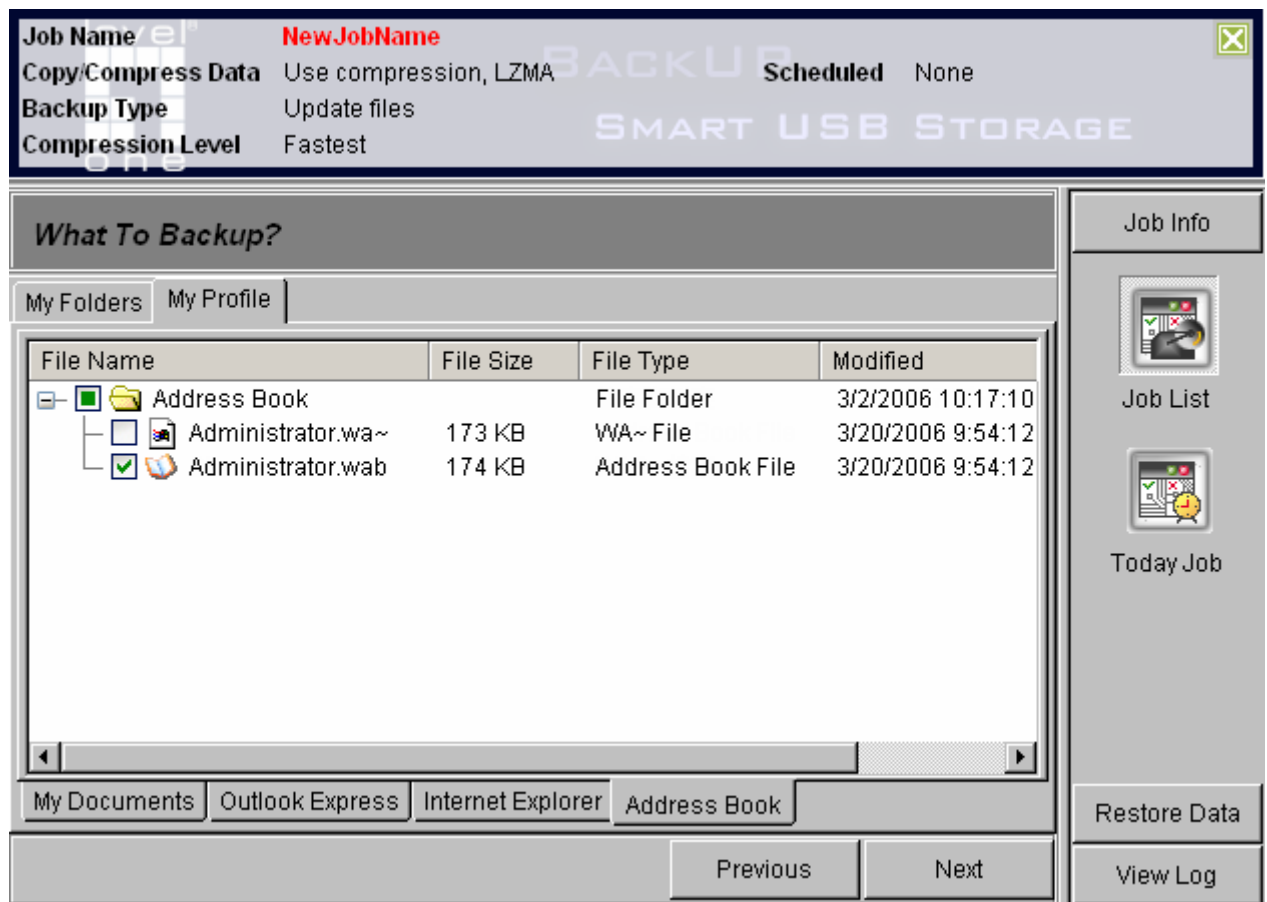 level®
one
BACKUP
SMART USB STORAGE
Job Name NewJobName
Copy/Compress Data Use compression, LZMA Scheduled None
Backup Type Update files
Compression Level Fastest
What To Backup?
My Folders My Profile
File Name File Size File Type Modified
Address Book File Folder 3/2/2006 10:17:10
Administrator.wa~ 173 KB WA~ File 3/20/2006 9:54:12
Administrator.wab 174 KB Address Book File 3/20/2006 9:54:12
My Documents Outlook Express Internet Explorer Address Book
Previous Next
Job Info
Job List
Today Job
Restore Data
View Log